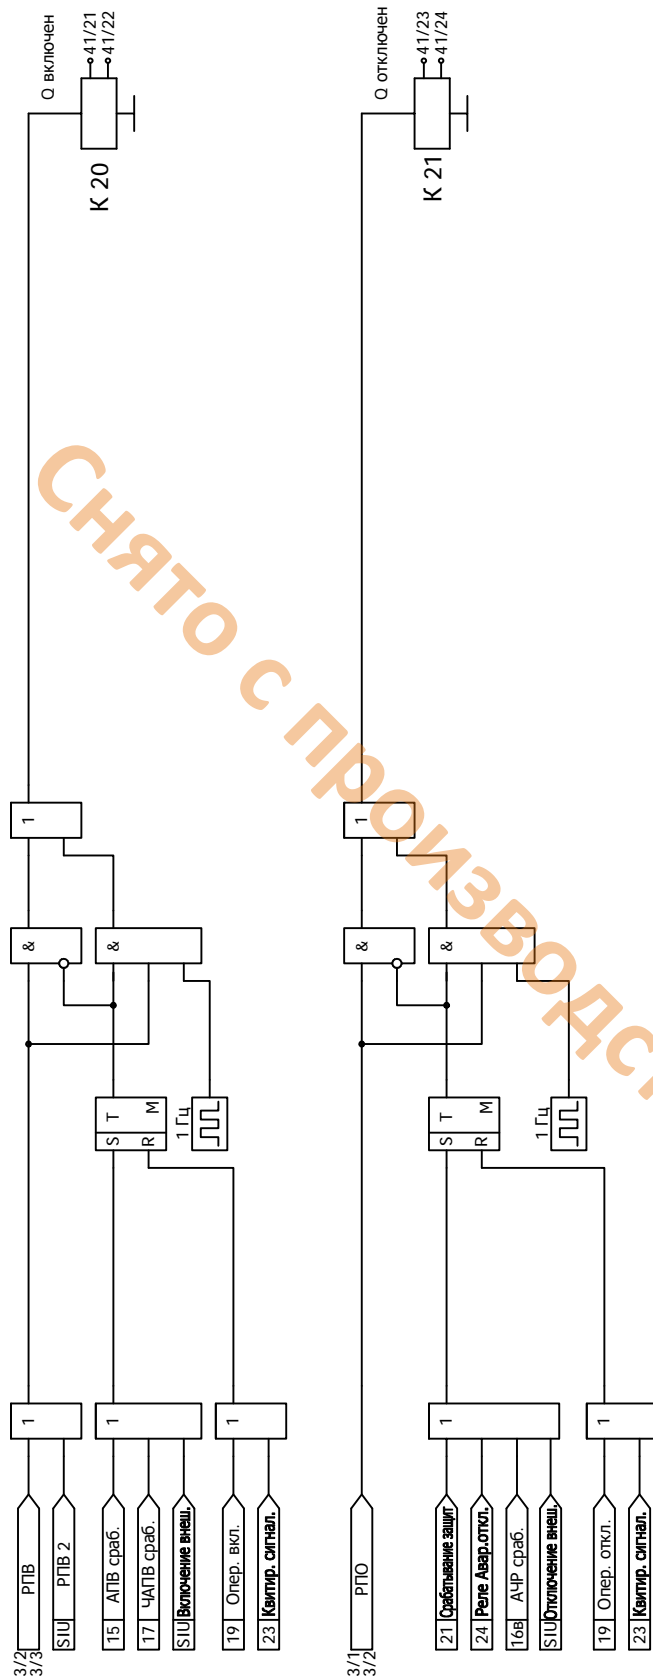 Q включен
41/21
41/22
K 20
1
&
&
1 Гц
S T
R M
1
1
1
3/2
3/3
РПВ
SIU РПВ 2
15 АПВ сраб.
17 ЧАПВ сраб.
SIU Включение внеш.
19 Опер. вкл.
23 Квитир. сигнал.
Q отключен
41/23
41/24
K 21
1
&
&
1 Гц
S T
R M
1
1
3/1
3/2
РПО
21 Срабатывание защит
24 Реле Авар.откл.
16в АЧР сраб.
SIU Отключение внеш.
19 Опер. откл.
23 Квитир. сигнал.
Снято с производст